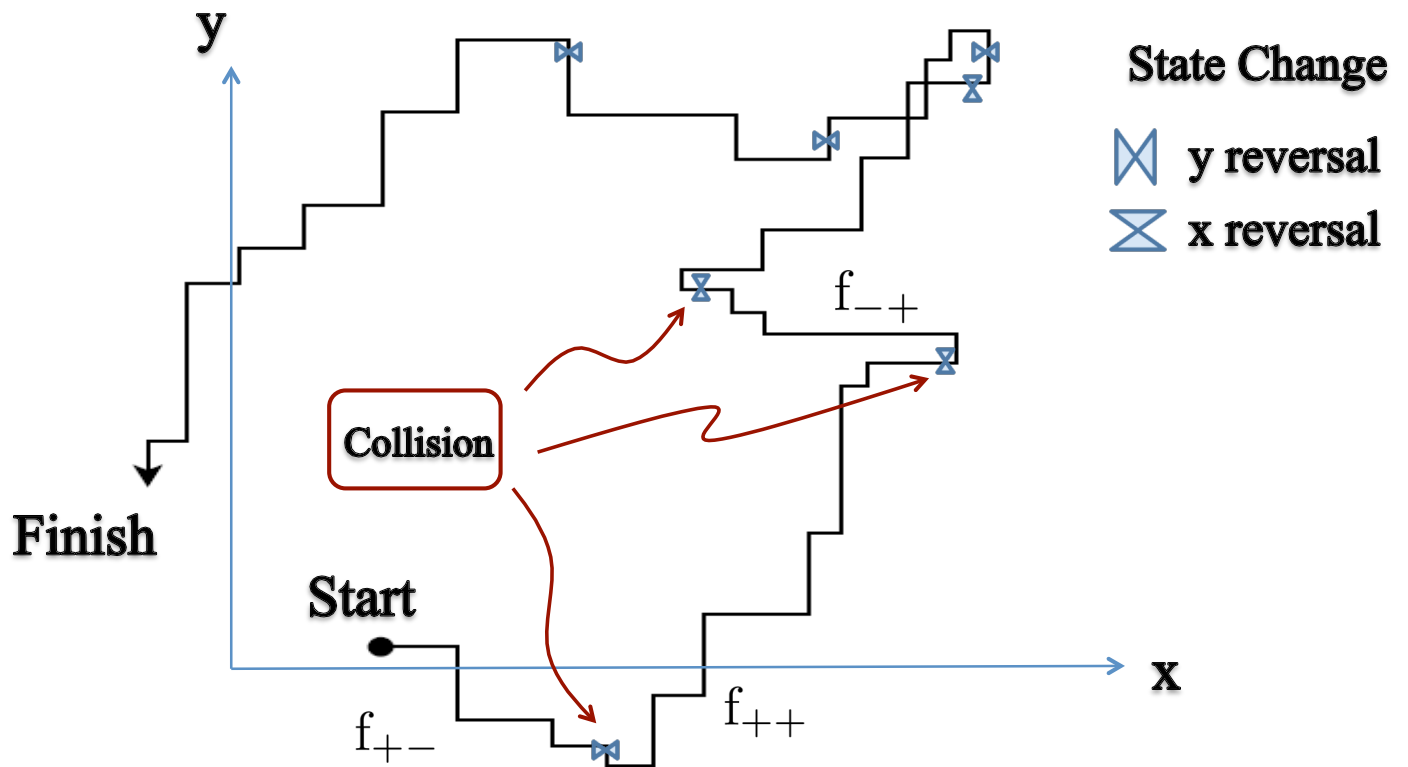 y
State Change
y reversal
x reversal
f₋₊
Collision
Finish
Start
x
f₊₋
f₊₊